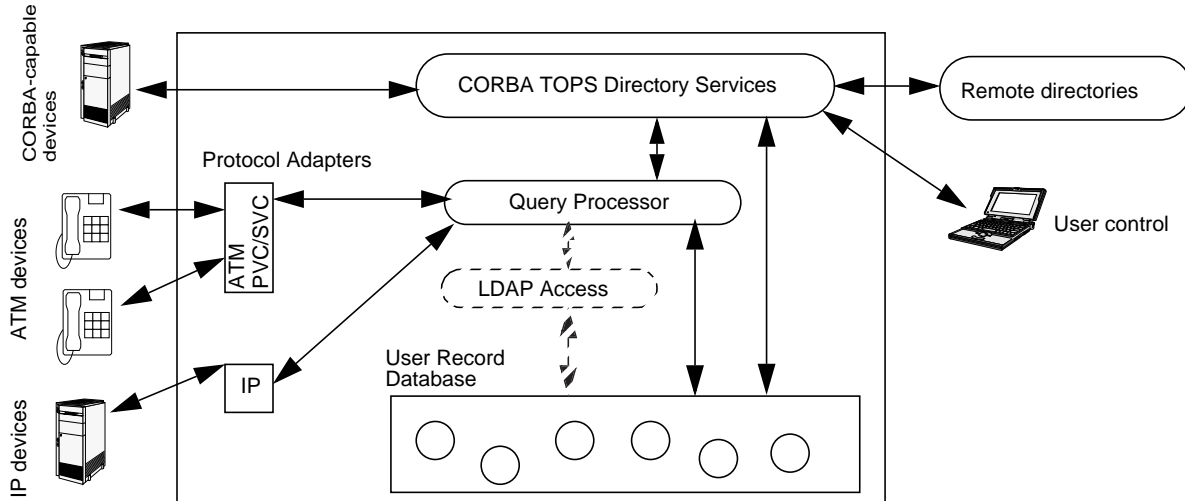 CORBA-capable
devices
CORBA TOPS Directory Services
Remote directories
Protocol Adapters
ATM devices
ATM
PVC/SVC
Query Processor
User control
LDAP Access
IP devices
IP
User Record
Database